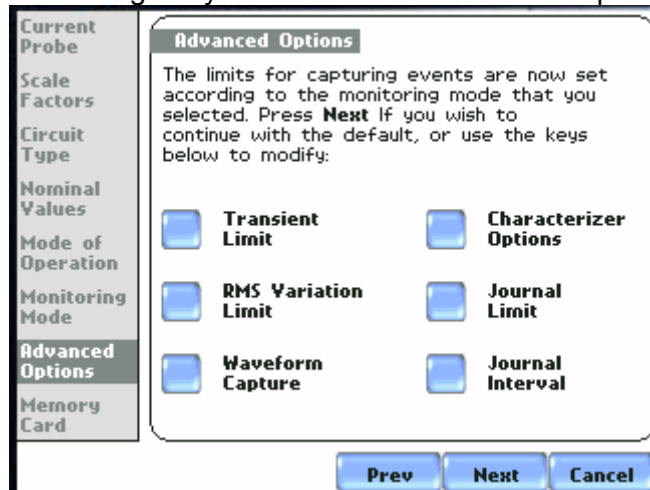 Current
Probe
Scale
Factors
Circuit
Type
Nominal
Values
Mode of
Operation
Monitoring
Mode
Advanced
Options
Memory
Card
Advanced Options
The limits for capturing events are now set
according to the monitoring mode that you
selected. Press Next If you wish to
continue with the default, or use the keys
below to modify:
Transient
Limit
Characterizer
Options
RMS Variation
Limit
Journal
Limit
Waveform
Capture
Journal
Interval
Prev
Next
Cancel